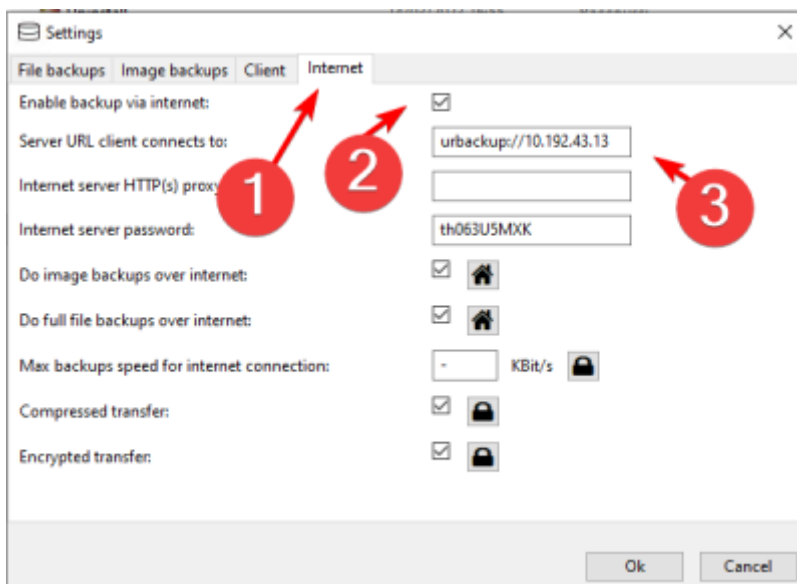 Settings
File backups Image backups Client Internet
Enable backup via internet:
2
Server URL client connects to: urbackup://10.192.43.13
Internet server HTTP(s) proxy
1
3
Internet server password: th063U5MXK
Do image backups over internet:
Do full file backups over internet:
Max backups speed for internet connection: - KBit/s
Compressed transfer:
Encrypted transfer:
Ok Cancel